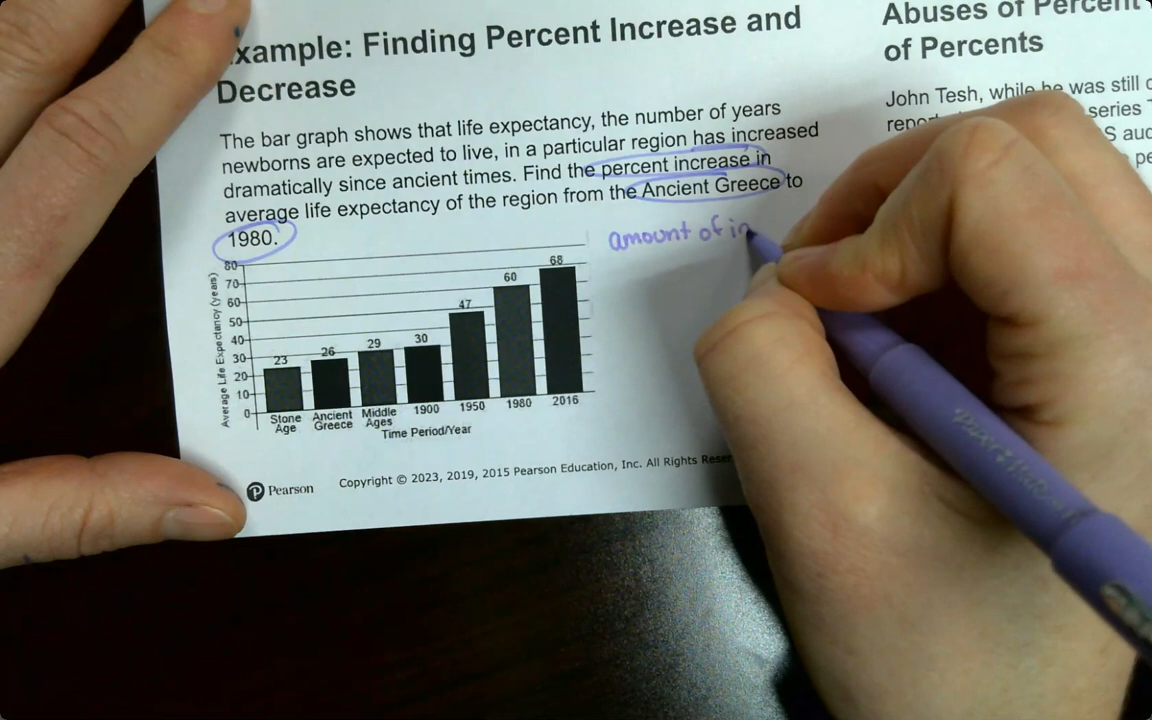 Example: Finding Percent Increase and
Decrease
The bar graph shows that life expectancy, the number of years
newborns are expected to live, in a particular region has increased
dramatically since ancient times. Find the percent increase in
average life expectancy of the region from the Ancient Greece to
1980.
amount of in
Average Life Expectancy (years)
80
70
60
50
40
30
20
10
0
23
26
29
30
47
60
68
Stone Age
Ancient Greece
Middle Ages
1900
1950
1980
2016
Time Period/Year
Pearson
Copyright © 2023, 2019, 2015 Pearson Education, Inc. All Rights
Abuses of Percent
of Percents
John Tesh, while he was still
series